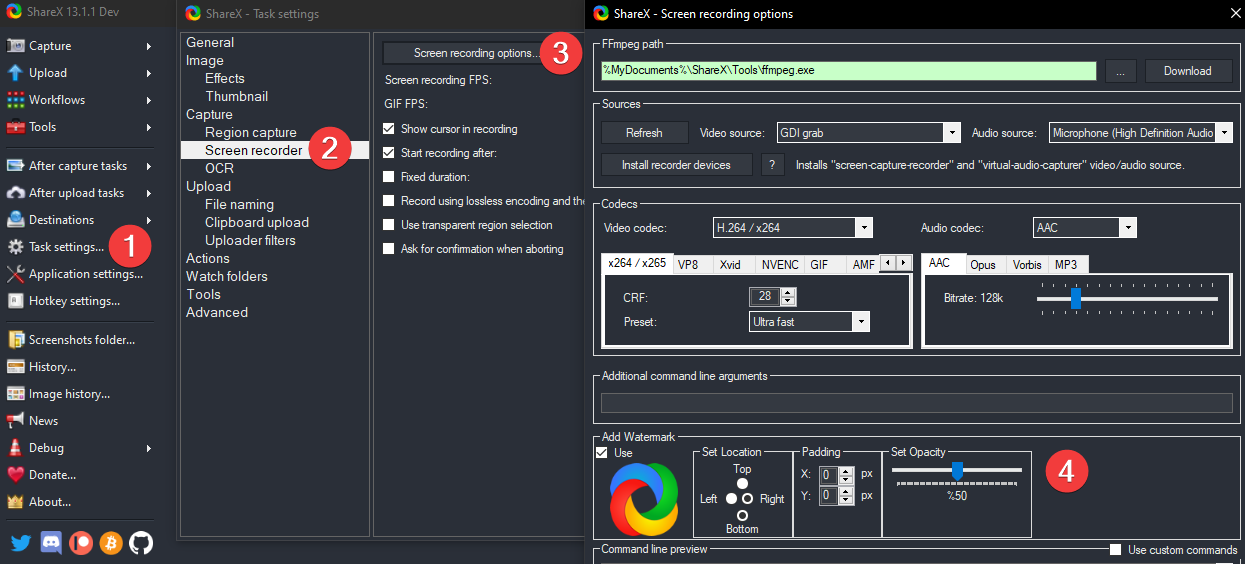 ShareX 13.1.1 Dev
Capture
Upload
Workflows
Tools
After capture tasks
After upload tasks
Destinations
Task settings...
1
Application settings...
Hotkey settings...
Screenshots folder...
History...
Image history...
News
Debug
Donate...
About...
ShareX - Task settings
General
Image
Effects
Thumbnail
Capture
Region capture
Screen recorder
2
OCR
Upload
File naming
Clipboard upload
Uploader filters
Actions
Watch folders
Tools
Advanced
Screen recording options...
3
Screen recording FPS:
GIF FPS:
Show cursor in recording
Start recording after:
Fixed duration:
Record using lossless encoding and the
Use transparent region selection
Ask for confirmation when aborting
ShareX - Screen recording options
FFmpeg path
%MyDocuments%\ShareX\Tools\ffmpeg.exe
...
Download
Sources
Refresh
Video source:
GDI grab
Audio source:
Microphone (High Definition Audio
Install recorder devices
?
Installs "screen-capture-recorder" and "virtual-audio-capturer" video/audio source.
Codecs
Video codec:
H.264 / x264
Audio codec:
AAC
x264 / x265
VP8
Xvid
NVENC
GIF
AMF
CRF:
28
Preset:
Ultra fast
AAC
Opus
Vorbis
MP3
Bitrate: 128k
Additional command line arguments
Add Watermark
Use
Set Location
Top
Left
Right
Bottom
Padding
X: 0 px
Y: 0 px
Set Opacity
%50
4
Command line preview
Use custom commands